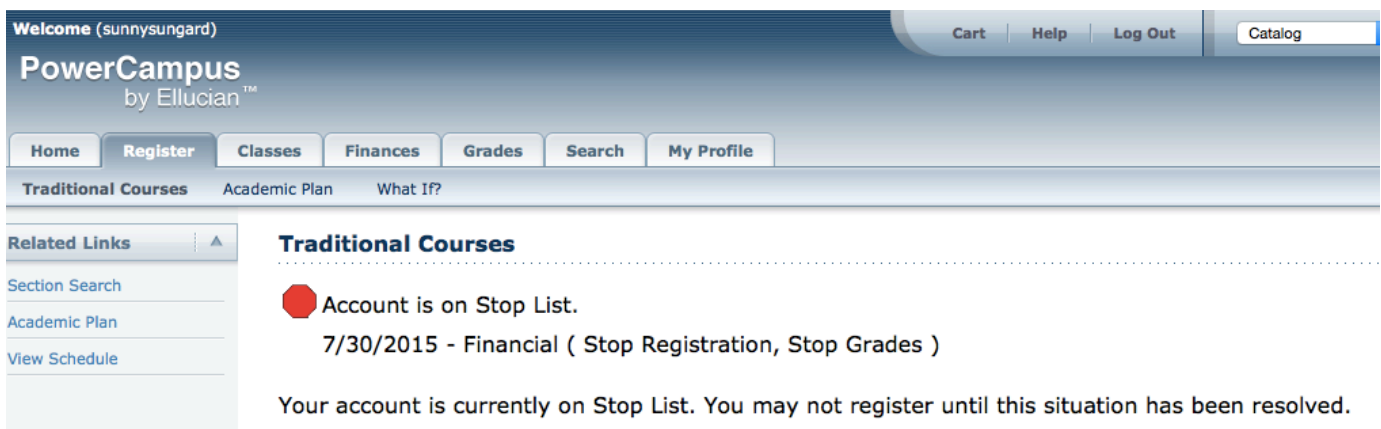 Welcome (sunnysungard)
Cart Help Log Out Catalog
PowerCampus
by Ellucian™
Home Register Classes Finances Grades Search My Profile
Traditional Courses Academic Plan What If?
Related Links
Section Search
Academic Plan
View Schedule
Traditional Courses
Account is on Stop List.
7/30/2015 - Financial ( Stop Registration, Stop Grades )
Your account is currently on Stop List. You may not register until this situation has been resolved.